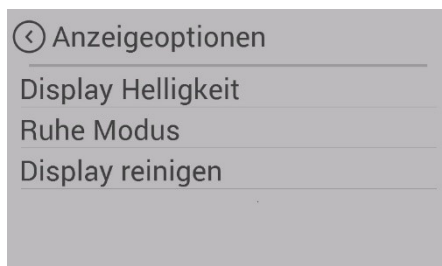 Anzeigeoptionen
Display Helligkeit
Ruhe Modus
Display reinigen